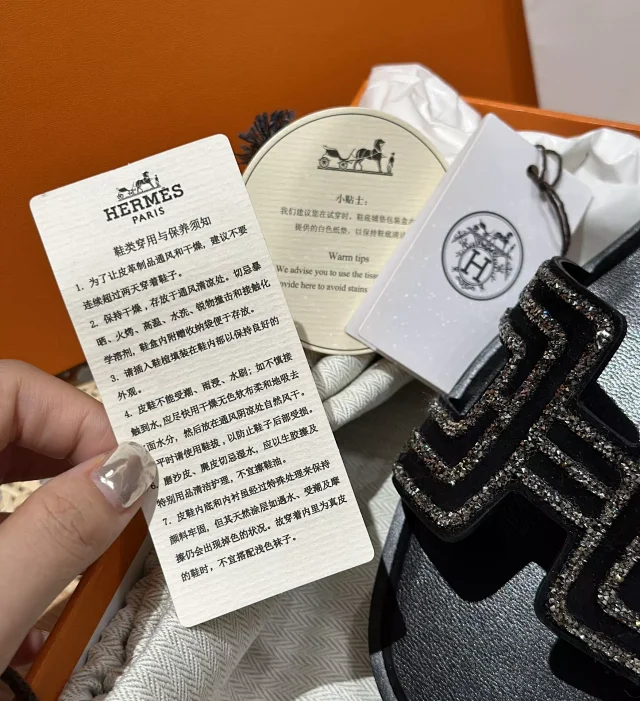 HERMES
PARIS
鞋类穿用与保养须知
1. 为了让皮革制品通风和干燥，建议不要
连续超过两天穿着鞋子。
2. 保持干燥，存放于通风清凉处。切忌暴
晒、火烤、高温、水洗、锐物撞击和接触化
学溶剂，鞋盒内附赠收纳袋便于存放。
3. 请插入鞋楦填装在鞋内部以保持良好的
外观。
4. 皮鞋不能受潮、雨浸、水刷；如不慎接
触到水，应尽快用干燥无色软布柔和地吸去
面水分，然后放在通风阴凉处自然风干。
平时请使用鞋拔，以防止鞋子后部受损。
6. 磨沙皮、麂皮切忌湿水，应以生胶擦及
特别用品清洁护理，不宜擦鞋油。
7. 皮鞋内底和内衬虽经过特殊处理来保持
颜料牢固，但其天然涂层如遇水、受潮及摩
擦仍会出现掉色的状况。故穿着内里为真皮
的鞋时，不宜搭配浅色袜子。
小贴士：
我们建议您在试穿时，鞋底铺垫包装盒
提供的白色纸垫，以保持鞋底清
Warm tips
We advise you to use the
here to avoid stains
H